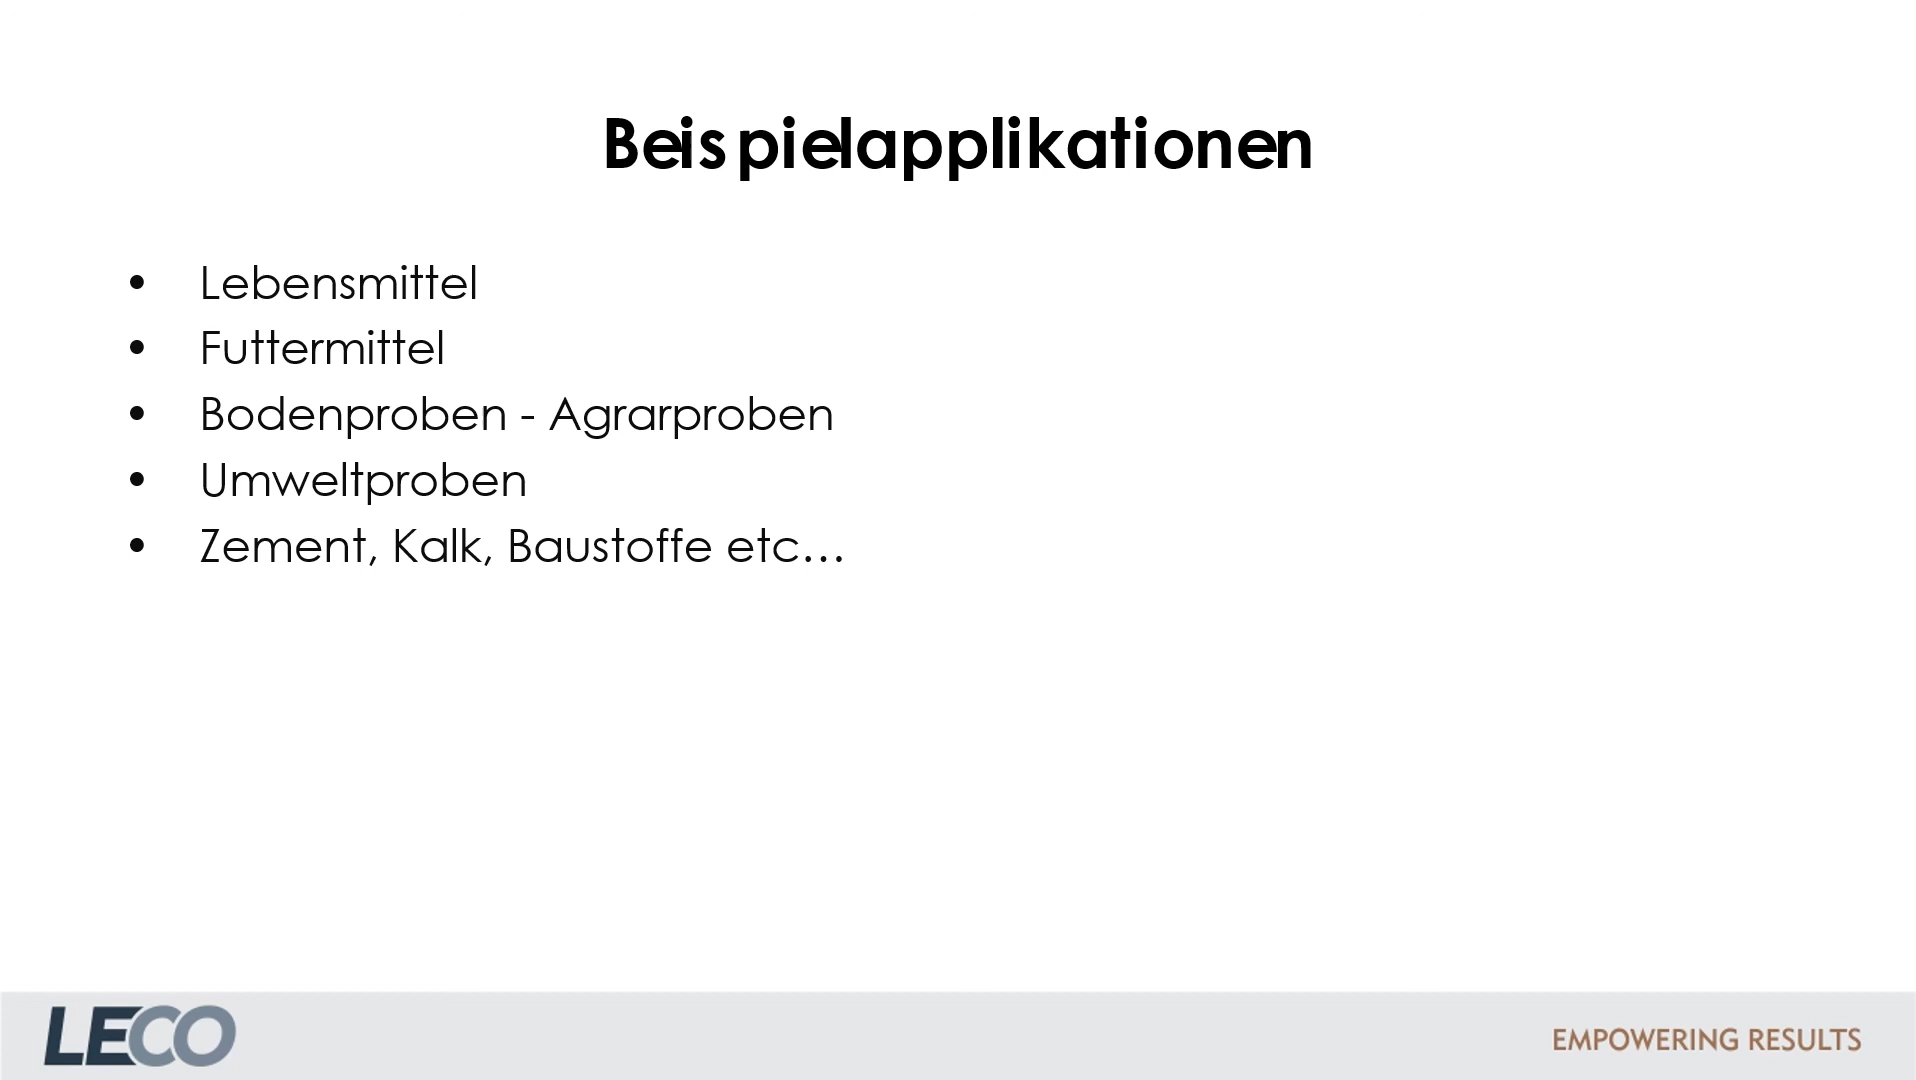 Beispielapplikationen
• Lebensmittel
• Futtermittel
• Bodenproben - Agrarproben
• Umweltproben
• Zement, Kalk, Baustoffe etc…
LECO
EMPOWERING RESULTS